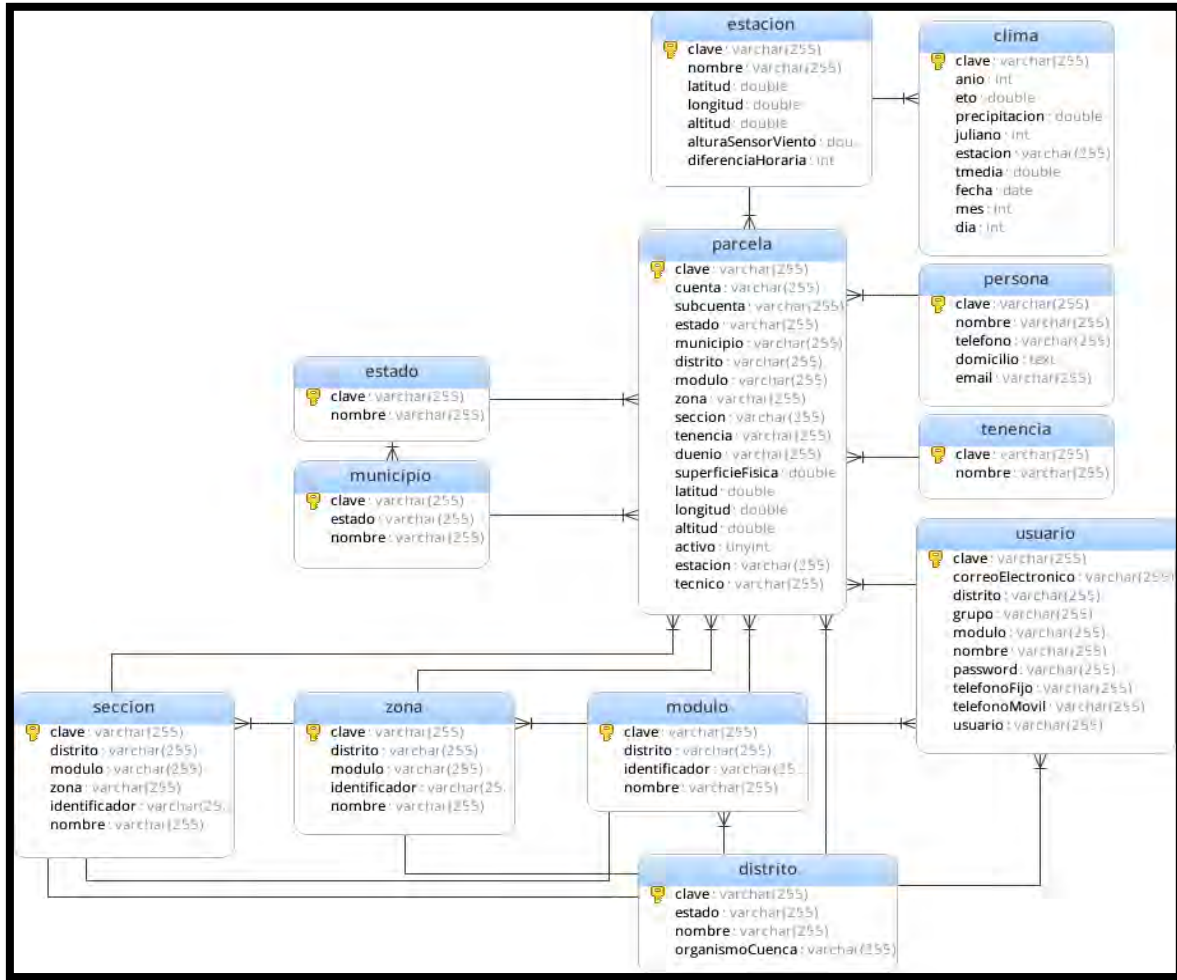 estacion
clave : varchar(255)
nombre : varchar(255)
latitud : double
longitud : double
altitud : double
alturaSensorViento : dou...
diferenciaHoraria : int
clima
clave : varchar(255)
anio : int
eto : double
precipitacion : double
juliano : int
estacion : varchar(255)
tmedia : double
fecha : date
mes : int
dia : int
parcela
clave : varchar(255)
cuenta : varchar(255)
subcuenta : varchar(255)
estado : varchar(255)
municipio : varchar(255)
distrito : varchar(255)
modulo : varchar(255)
zona : varchar(255)
seccion : varchar(255)
tenencia : varchar(255)
duenio : varchar(255)
superficieFisica : double
latitud : double
longitud : double
altitud : double
activo : tinyint
estacion : varchar(255)
tecnico : varchar(255)
persona
clave : varchar(255)
nombre : varchar(255)
telefono : varchar(255)
domicilio : text
email : varchar(255)
estado
clave : varchar(255)
nombre : varchar(255)
tenencia
clave : varchar(255)
nombre : varchar(255)
municipio
clave : varchar(255)
estado : varchar(255)
nombre : varchar(255)
usuario
clave : varchar(255)
correoElectronico : varchar(255)
distrito : varchar(255)
grupo : varchar(255)
modulo : varchar(255)
nombre : varchar(255)
password : varchar(255)
telefonoFijo : varchar(255)
telefonoMovil : varchar(255)
usuario : varchar(255)
seccion
clave : varchar(255)
distrito : varchar(255)
modulo : varchar(255)
zona : varchar(255)
identificador : varchar(25...
nombre : varchar(255)
zona
clave : varchar(255)
distrito : varchar(255)
modulo : varchar(255)
identificador : varchar(25...
nombre : varchar(255)
modulo
clave : varchar(255)
distrito : varchar(255)
identificador : varchar(25...
nombre : varchar(255)
distrito
clave : varchar(255)
estado : varchar(255)
nombre : varchar(255)
organismoCuenca : varchar(255)